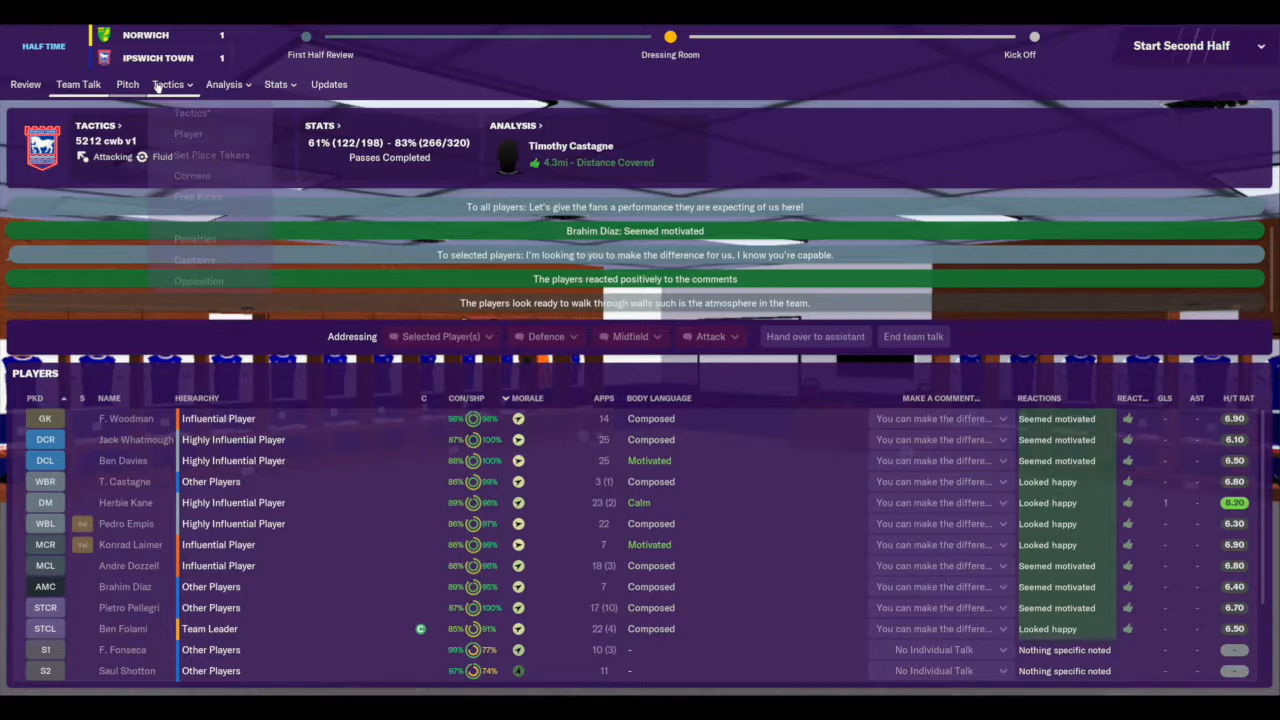 HALF TIME
NORWICH 1
IPSWICH TOWN 1
First Half Review
Dressing Room
Kick Off
Start Second Half
Review Team Talk Pitch Tactics Analysis Stats Updates
Tactics*
Player
Set Piece Takers
Corners
Free Kicks
Penalties
Captains
Opposition
TACTICS >
5212 cwb v1
Attacking Fluid
STATS >
61% (122/198) - 83% (266/320)
Passes Completed
ANALYSIS >
Timothy Castagne
4.3mi - Distance Covered
To all players: Let's give the fans a performance they are expecting of us here!
Brahim Díaz: Seemed motivated
To selected players: I'm looking to you to make the difference for us, I know you're capable.
The players reacted positively to the comments
The players look ready to walk through walls such is the atmosphere in the team.
Addressing Selected Player(s) Defence Midfield Attack Hand over to assistant End team talk
PLAYERS
PKD S NAME HIERARCHY C CON/SHP MORALE APPS BODY LANGUAGE MAKE A COMMENT... REACTIONS REACT... GLS AST H/T RAT
GK F. Woodman Influential Player 98% 98% 14 Composed You can make the differe... Seemed motivated - - 6.90
DCR Jack Whatmough Highly Influential Player 87% 100% 25 Composed You can make the differe... Seemed motivated - - 6.10
DCL Ben Davies Highly Influential Player 88% 100% 25 Motivated You can make the differe... Seemed motivated - - 6.50
WBR T. Castagne Other Players 86% 99% 3 (1) Composed You can make the differe... Looked happy - - 6.80
DM Herbie Kane Highly Influential Player 89% 96% 23 (2) Calm You can make the differe... Looked happy 1 - 8.20
WBL Yel Pedro Empis Highly Influential Player 86% 97% 22 Composed You can make the differe... Looked happy - - 6.30
MCR Yel Konrad Laimer Influential Player 86% 99% 7 Motivated You can make the differe... Looked happy - - 6.90
MCL Andre Dozzell Influential Player 86% 96% 18 (3) Composed You can make the differe... Seemed motivated - - 6.80
AMC Brahim Díaz Other Players 89% 95% 7 Composed You can make the differe... Seemed motivated - - 6.40
STCR Pietro Pellegri Other Players 87% 100% 17 (10) Composed You can make the differe... Seemed motivated - - 6.70
STCL Ben Folami Team Leader C 85% 91% 22 (4) Composed You can make the differe... Looked happy - - 6.50
S1 F. Fonseca Other Players 99% 77% 10 (3) - No Individual Talk Nothing specific noted - - -
S2 Saul Shotton Other Players 97% 74% 11 - No Individual Talk Nothing specific noted - - -